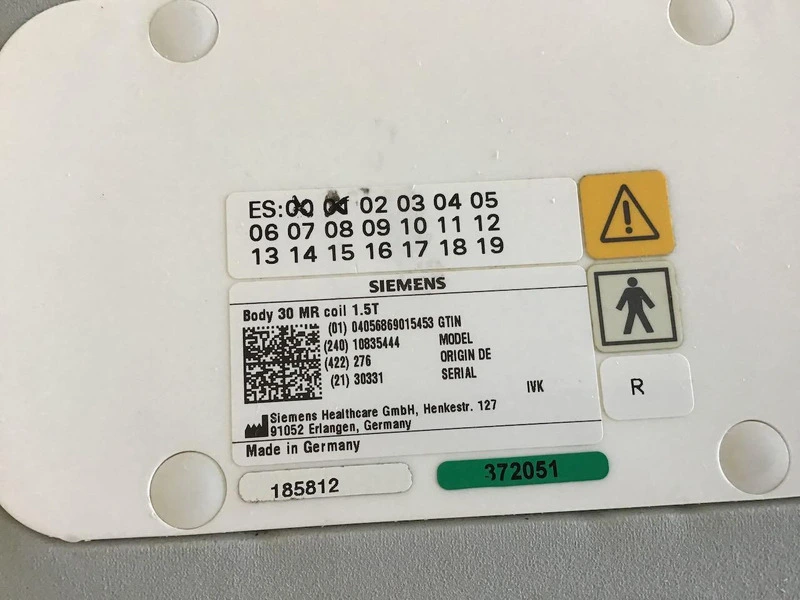 ES:00 01 02 03 04 05
06 07 08 09 10 11 12
13 14 15 16 17 18 19
SIEMENS
Body 30 MR coil 1.5T
(01) 04056869015453 GTIN
(240) 10835444 MODEL
(422) 276 ORIGIN DE
(21) 30331 SERIAL
IVK
R
Siemens Healthcare GmbH, Henkestr. 127
91052 Erlangen, Germany
Made in Germany
185812
372051